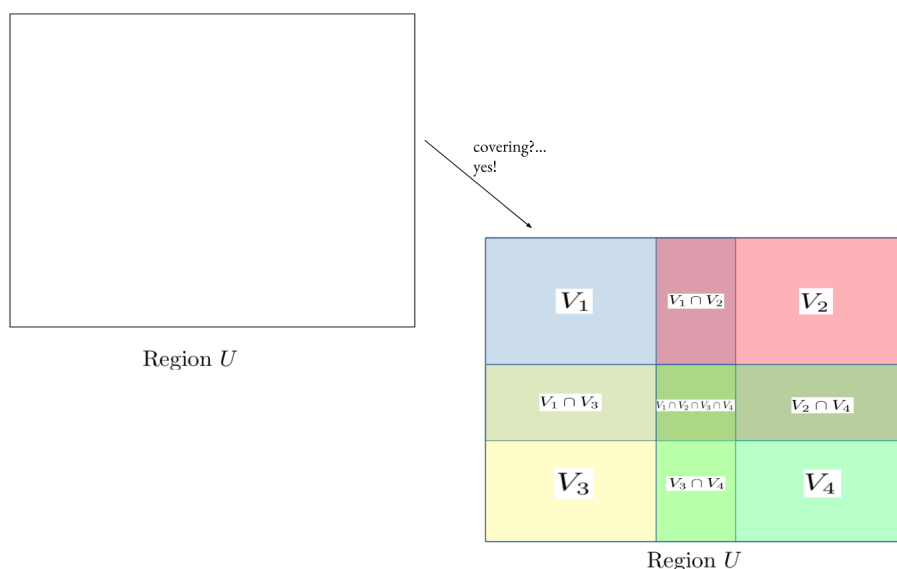 covering?...
yes!
Region U
V₁
V₁ ∩ V₂
V₂
V₁ ∩ V₃
V₁ ∩ V₂ ∩ V₃ ∩ V₄
V₂ ∩ V₄
V₃
V₃ ∩ V₄
V₄
Region U